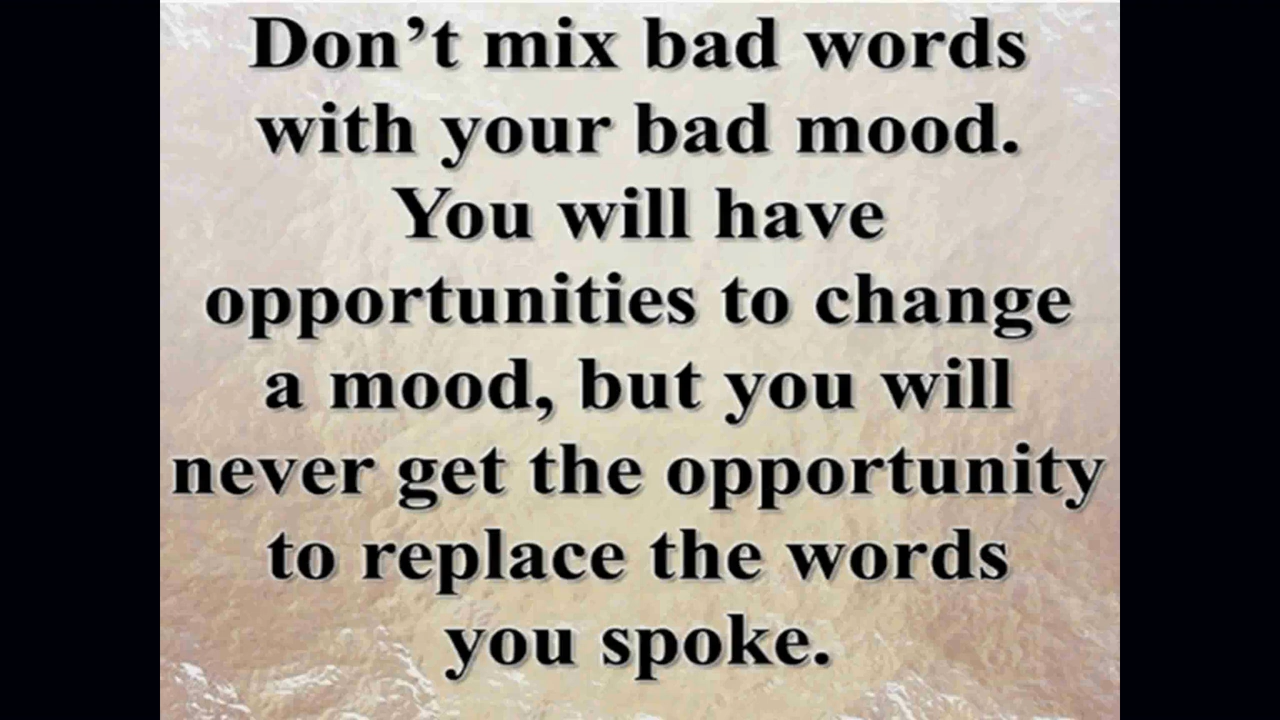 Don’t mix bad words
with your bad mood.
You will have
opportunities to change
a mood, but you will
never get the opportunity
to replace the words
you spoke.